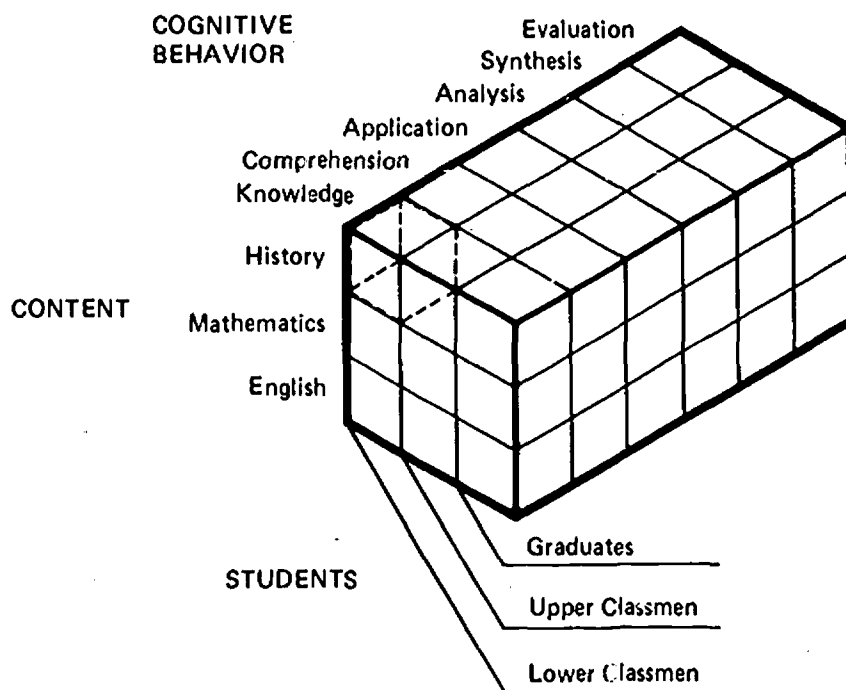 COGNITIVE
BEHAVIOR
Evaluation
Synthesis
Analysis
Application
Comprehension
Knowledge
History
CONTENT
Mathematics
English
Graduates
STUDENTS
Upper Classmen
Lower Classmen